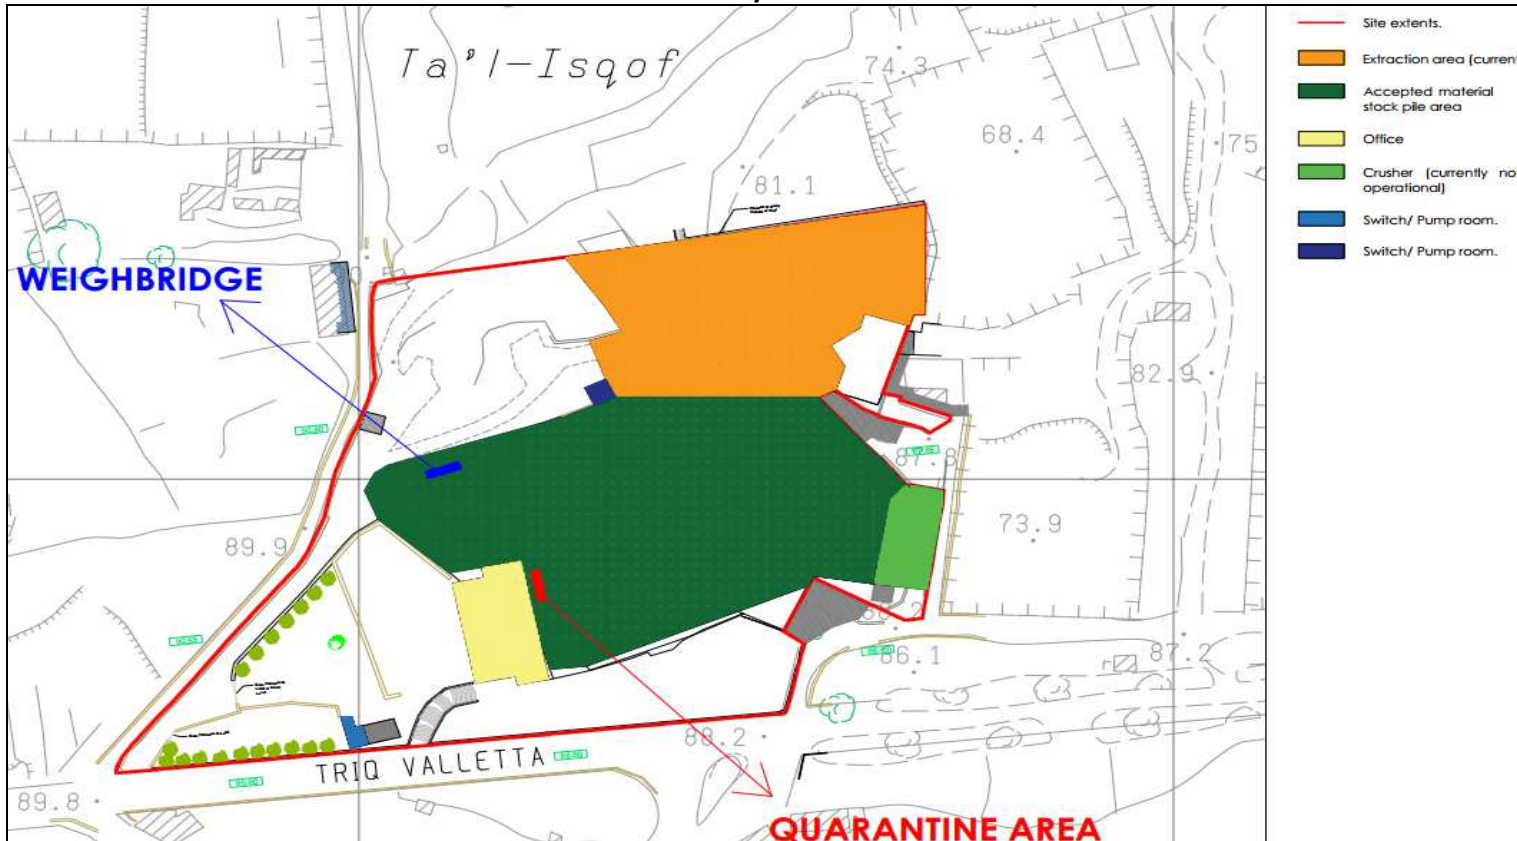 Ta'l-Isqof
74.3
68.4
75
81.1
WEIGHBRIDGE
82.9
87.8
73.9
89.9
86.1
87.2
88.2
TRIQ VALLETTA
89.8
QUARANTINE AREA
Site extents.
Extraction area (current
Accepted material
stock pile area
Office
Crusher (currently no
operational)
Switch/ Pump room.
Switch/ Pump room.